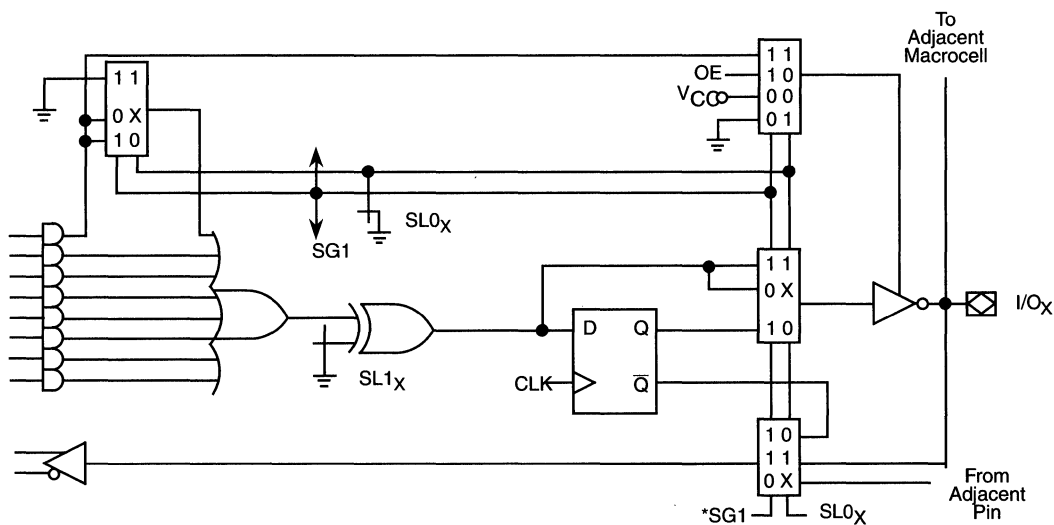 To
Adjacent
Macrocell
1 1
0 X
1 0
1 1
OE
1 0
VCC
0 0
0 1
SL0X
SG1
1 1
0 X
1 0
I/OX
SL1X
D
Q
CLK
Q̅
1 0
1 1
0 X
From
Adjacent
Pin
*SG1
SL0X